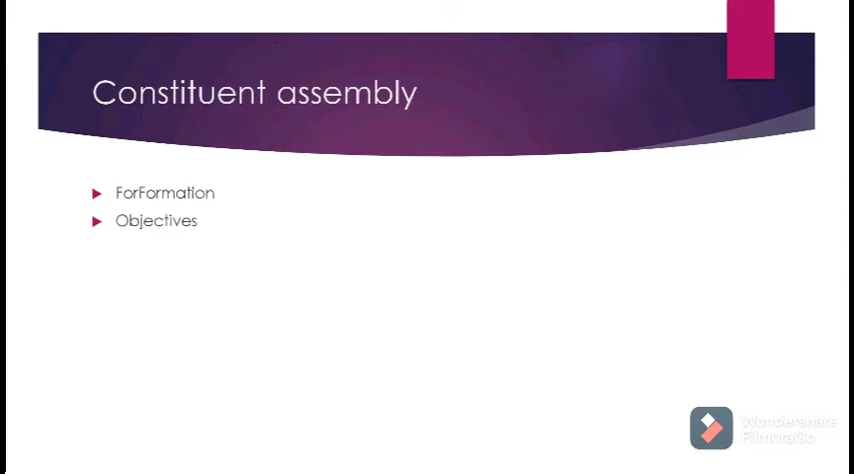 Constituent assembly
ForFormation
Objectives
Wondershare
FilmoraGo